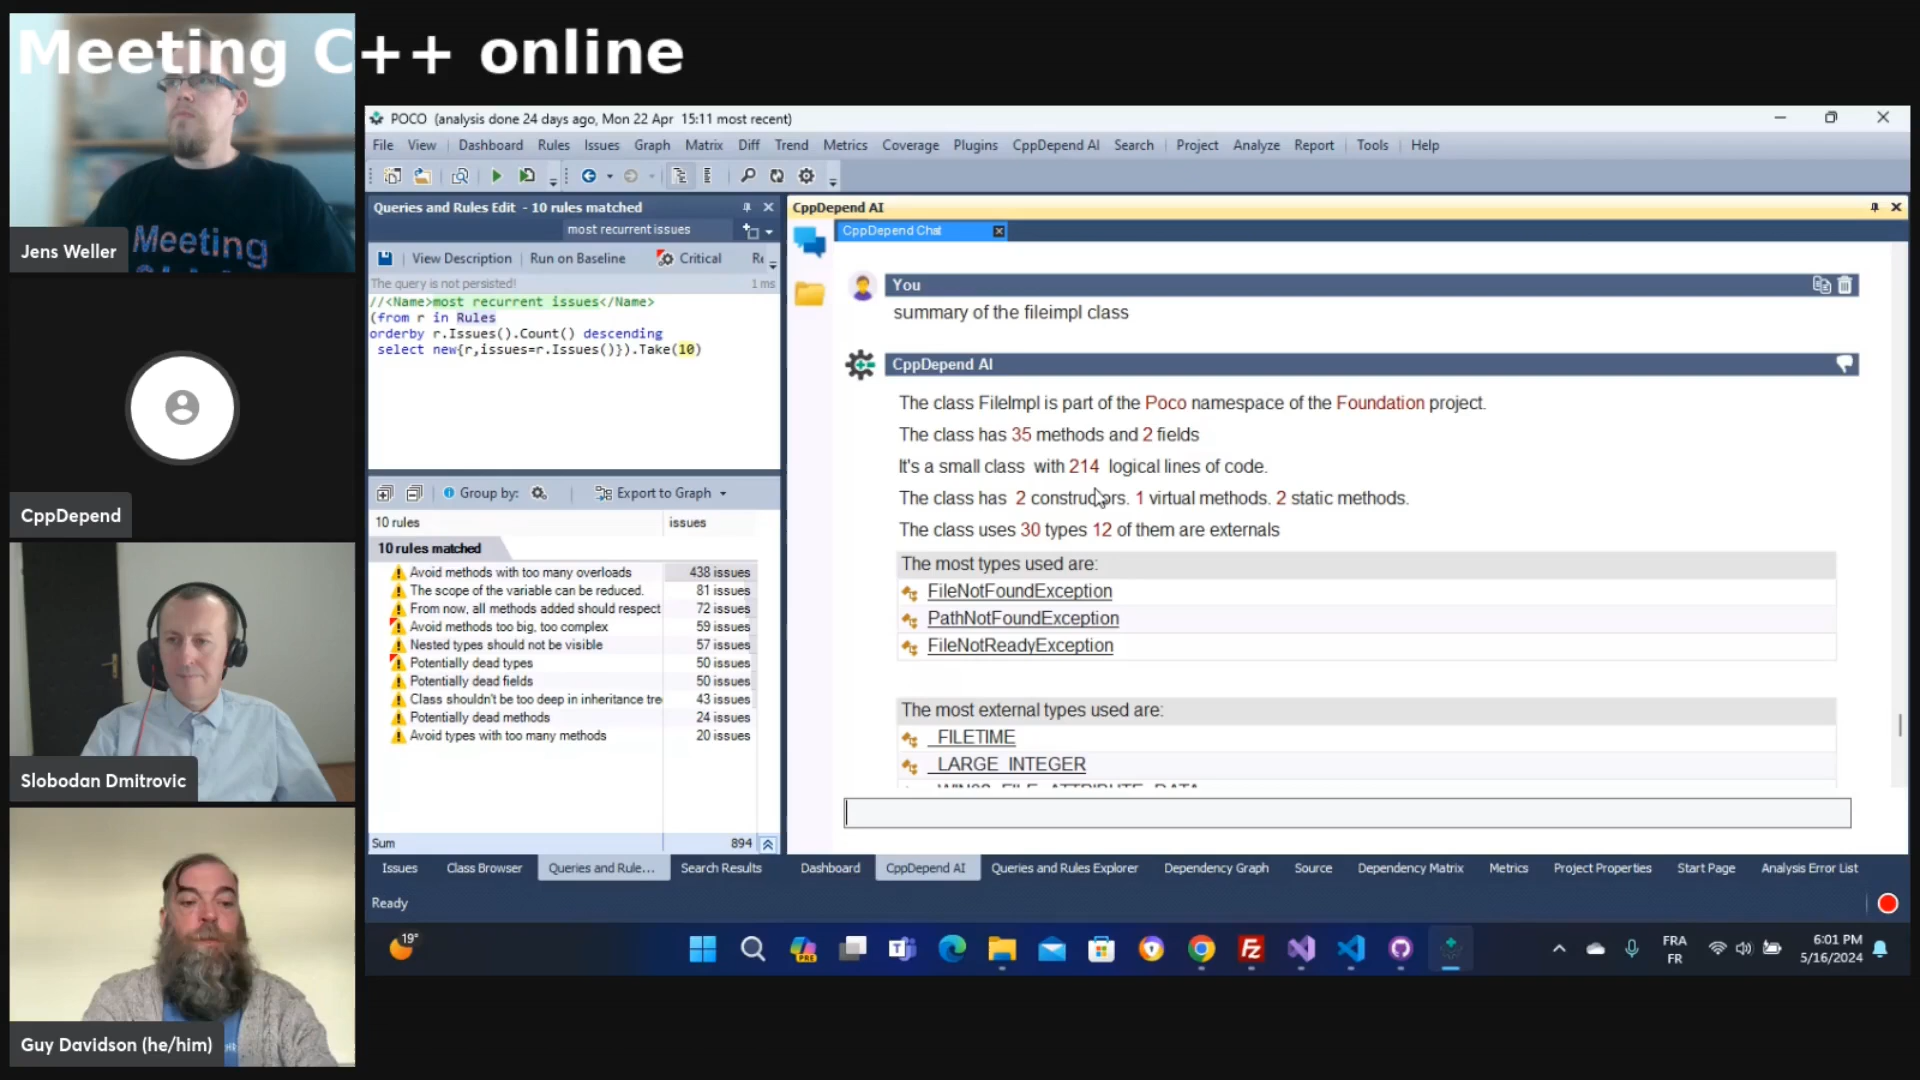 Meeting C++ online
Meeting
Jens Weller
CppDepend
Slobodan Dmitrovic
Guy Davidson (he/him)
POCO (analysis done 24 days ago, Mon 22 Apr 15:11 most recent)
File View Dashboard Rules Issues Graph Matrix Diff Trend Metrics Coverage Plugins CppDepend AI Search Project Analyze Report Tools Help
Queries and Rules Edit - 10 rules matched
most recurrent issues
View Description Run on Baseline Critical Re
The query is not persisted! 1 ms
//<Name>most recurrent issues</Name>
(from r in Rules
orderby r.Issues().Count() descending
select new{r,issues=r.Issues()}).Take(10)
Group by: Export to Graph
10 rules issues
10 rules matched
Avoid methods with too many overloads 438 issues
The scope of the variable can be reduced. 81 issues
From now, all methods added should respect 72 issues
Avoid methods too big, too complex 59 issues
Nested types should not be visible 57 issues
Potentially dead types 50 issues
Potentially dead fields 50 issues
Class shouldn't be too deep in inheritance tre 43 issues
Potentially dead methods 24 issues
Avoid types with too many methods 20 issues
Sum 894
Issues Class Browser Queries and Rule... Search Results
CppDepend AI
CppDepend Chat
You
summary of the fileimpl class
CppDepend AI
The class FileImpl is part of the Poco namespace of the Foundation project.
The class has 35 methods and 2 fields
It's a small class with 214 logical lines of code.
The class has 2 constructors. 1 virtual methods. 2 static methods.
The class uses 30 types 12 of them are externals
The most types used are:
FileNotFoundException
PathNotFoundException
FileNotReadyException
The most external types used are:
_FILETIME
_LARGE_INTEGER
_WIN32_FILE_ATTRIBUTE_DATA
Dashboard CppDepend AI Queries and Rules Explorer Dependency Graph Source Dependency Matrix Metrics Project Properties Start Page Analysis Error List
Ready
19°
PRE
FRA
FR
6:01 PM
5/16/2024